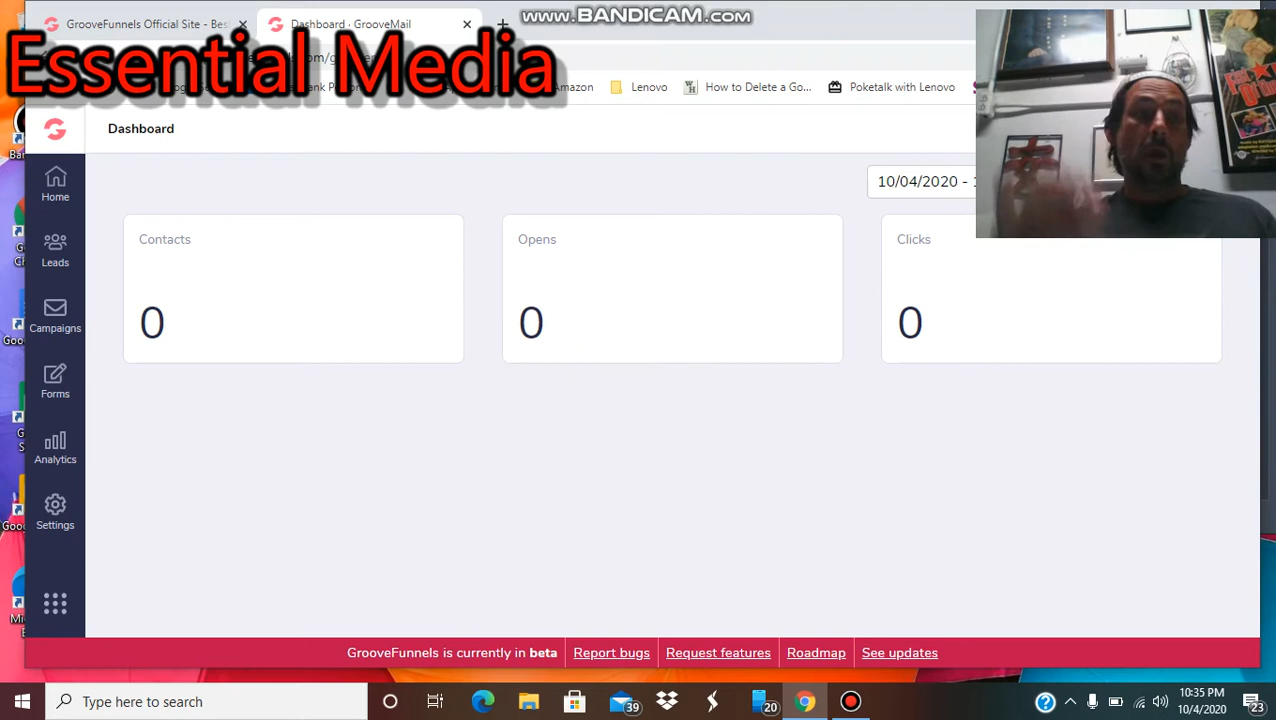 GrooveFunnels Official Site - Bes
Dashboard · GrooveMail
www.BANDICAM.com
Essential Media
Amazon
Lenovo
How to Delete a Go...
Poketalk with Lenovo
Dashboard
Home
Leads
Campaigns
Forms
Analytics
Settings
10/04/2020 -
Contacts
0
Opens
0
Clicks
0
GrooveFunnels is currently in beta
Report bugs
Request features
Roadmap
See updates
Type here to search
39
20
10:35 PM
10/4/2020
23